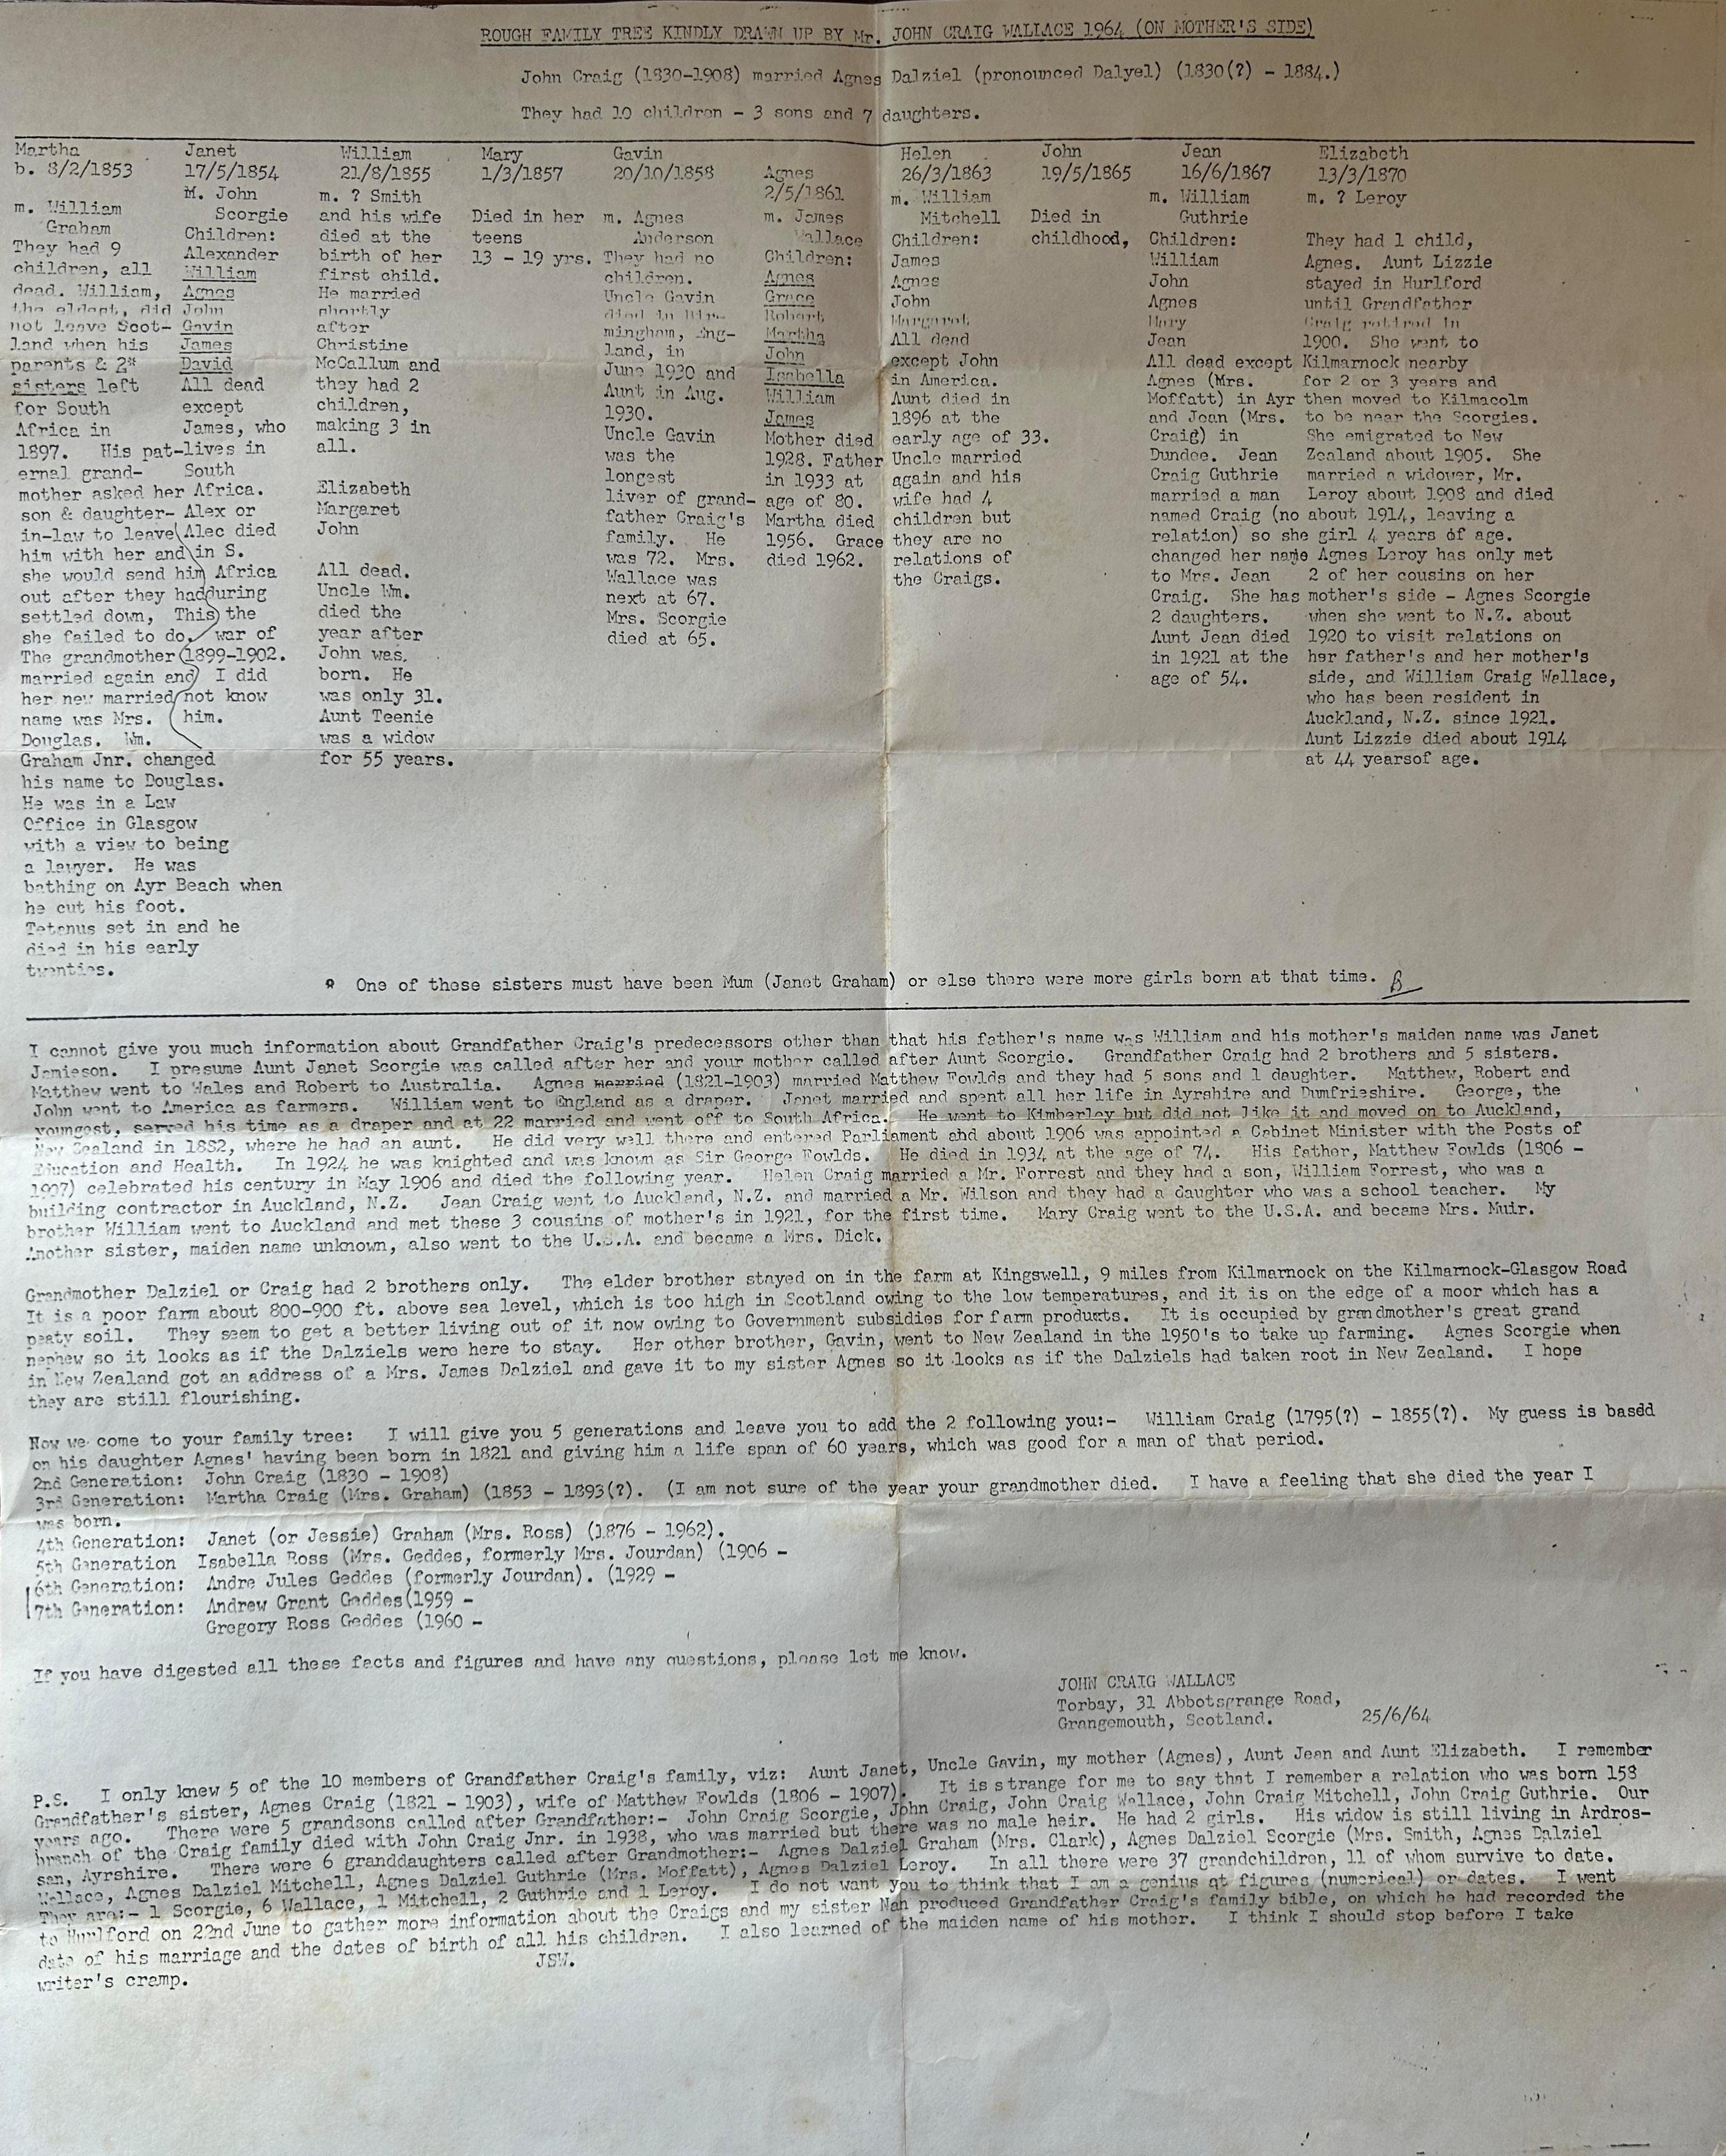 ROUGH FAMILY TREE KINDLY DRAWN UP BY Mr. JOHN CRAIG WALLACE 1964 (ON MOTHER'S SIDE)
John Craig (1830-1908) married Agnes Dalziel (pronounced Dalyel) (1830(?) - 1884.)
They had 10 children - 3 sons and 7 daughters.
Martha
b. 8/2/1853
m. William
Graham
They had 9
children, all
dead. William,
the eldest, did
not leave Scot-
land when his
parents & 2*
sisters left
for South
Africa in
1897. His pat-
ernal grand-
mother asked her
son & daughter-
in-law to leave
him with her and
she would send him
out after they had
settled down, This
she failed to do.
The grandmother
married again and
her new married
name was Mrs.
Douglas. Wm.
Graham Jnr. changed
his name to Douglas.
He was in a Law
Office in Glasgow
with a view to being
a lawyer. He was
bathing on Ayr Beach when
he cut his foot.
Tetanus set in and he
died in his early
twenties.
Janet
17/5/1854
M. John
Scorgie
Children:
Alexander
William
Agnes
John
Gavin
James
David
All dead
except
James, who
lives in
South
Africa.
Alex or
Alec died
in S.
Africa
during
the
war of
1899-1902.
I did
not know
him.
William
21/8/1855
m. ? Smith
and his wife
died at the
birth of her
first child.
He married
shortly
after
Christine
McCallum and
they had 2
children,
making 3 in
all.
Elizabeth
Margaret
John
All dead.
Uncle Wm.
died the
year after
John was.
born. He
was only 31.
Aunt Teenie
was a widow
for 55 years.
Mary
1/3/1857
Died in her
teens
13 - 19 yrs.
Gavin
20/10/1858
m. Agnes
Anderson
They had no
children.
Uncle Gavin
died in Bir-
mingham, Eng-
land, in
June 1930 and
Aunt in Aug.
1930.
Uncle Gavin
was the
longest
liver of grand-
father Craig's
family. He
was 72. Mrs.
Wallace was
next at 67.
Mrs. Scorgie
died at 65.
Agnes
2/5/1861
m. James
Wallace
Children:
Agnes
Grace
Robert
Martha
John
Isabella
William
James
Mother died
1928. Father
in 1933 at
age of 80.
Martha died
1956. Grace
died 1962.
Helen
26/3/1863
m. William
Mitchell
Children:
James
Agnes
John
Margaret
All dead
except John
in America.
Aunt died in
1896 at the
early age of 33.
Uncle married
again and his
wife had 4
children but
they are no
relations of
the Craigs.
John
19/5/1865
Died in
childhood,
Jean
16/6/1867
m. William
Guthrie
Children:
William
John
Agnes
Mary
Jean
All dead except
Agnes (Mrs.
Moffatt) in Ayr
and Jean (Mrs.
Craig) in
Dundee. Jean
Craig Guthrie
married a man
named Craig (no
relation) so she
changed her name
to Mrs. Jean
Craig. She has
2 daughters.
Aunt Jean died
in 1921 at the
age of 54.
Elizabeth
13/3/1870
m. ? Leroy
They had 1 child,
Agnes. Aunt Lizzie
stayed in Hurlford
until Grandfather
Craig retired in
1900. She went to
Kilmarnock nearby
for 2 or 3 years and
then moved to Kilmacolm
to be near the Scorgies.
She emigrated to New
Zealand about 1905. She
married a widower, Mr.
Leroy about 1908 and died
about 1914, leaving a
girl 4 years of age.
Agnes Leroy has only met
2 of her cousins on her
mother's side - Agnes Scorgie
when she went to N.Z. about
1920 to visit relations on
her father's and her mother's
side, and William Craig Wallace,
who has been resident in
Auckland, N.Z. since 1921.
Aunt Lizzie died about 1914
at 44 yearsof age.
* One of these sisters must have been Mum (Janet Graham) or else there were more girls born at that time. B
I cannot give you much information about Grandfather Craig's predecessors other than that his father's name was William and his mother's maiden name was Janet
Jamieson. I presume Aunt Janet Scorgie was called after her and your mother called after Aunt Scorgie. Grandfather Craig had 2 brothers and 5 sisters.
Matthew went to Wales and Robert to Australia. Agnes married (1821-1903) married Matthew Fowlds and they had 5 sons and 1 daughter. Matthew, Robert and
John went to America as farmers. William went to England as a draper. Janet married and spent all her life in Ayrshire and Dumfriesshire. George, the
youngest, served his time as a draper and at 22 married and went off to South Africa. He went to Kimberley but did not like it and moved on to Auckland,
New Zealand in 1882, where he had an aunt. He did very well there and entered Parliament and about 1906 was appointed a Cabinet Minister with the Posts of
Education and Health. In 1924 he was knighted and was known as Sir George Fowlds. He died in 1934 at the age of 74. His father, Matthew Fowlds (1806 -
1907) celebrated his century in May 1906 and died the following year. Helen Craig married a Mr. Forrest and they had a son, William Forrest, who was a
building contractor in Auckland, N.Z. Jean Craig went to Auckland, N.Z. and married a Mr. Wilson and they had a daughter who was a school teacher. My
brother William went to Auckland and met these 3 cousins of mother's in 1921, for the first time. Mary Craig went to the U.S.A. and became Mrs. Muir.
Another sister, maiden name unknown, also went to the U.S.A. and became a Mrs. Dick.
Grandmother Dalziel or Craig had 2 brothers only. The elder brother stayed on in the farm at Kingswell, 9 miles from Kilmarnock on the Kilmarnock-Glasgow Road
It is a poor farm about 800-900 ft. above sea level, which is too high in Scotland owing to the low temperatures, and it is on the edge of a moor which has a
peaty soil. They seem to get a better living out of it now owing to Government subsidies for farm products. It is occupied by grandmother's great grand
nephew so it looks as if the Dalziels were here to stay. Her other brother, Gavin, went to New Zealand in the 1950's to take up farming. Agnes Scorgie when
in New Zealand got an address of a Mrs. James Dalziel and gave it to my sister Agnes so it looks as if the Dalziels had taken root in New Zealand. I hope
they are still flourishing.
Now we come to your family tree: I will give you 5 generations and leave you to add the 2 following you:- William Craig (1795(?) - 1855(?). My guess is basdd
on his daughter Agnes' having been born in 1821 and giving him a life span of 60 years, which was good for a man of that period.
2nd Generation: John Craig (1830 - 1908)
3rd Generation: Martha Craig (Mrs. Graham) (1853 - 1893(?). (I am not sure of the year your grandmother died. I have a feeling that she died the year I
was born.
4th Generation: Janet (or Jessie) Graham (Mrs. Ross) (1876 - 1962).
5th Generation Isabella Ross (Mrs. Geddes, formerly Mrs. Jourdan) (1906 -
6th Generation: Andre Jules Geddes (formerly Jourdan). (1929 -
7th Generation: Andrew Grant Geddes(1959 -
Gregory Ross Geddes (1960 -
If you have digested all these facts and figures and have any questions, please let me know.
JOHN CRAIG WALLACE
Torbay, 31 Abbotsgrange Road,
Grangemouth, Scotland. 25/6/64
P.S. I only knew 5 of the 10 members of Grandfather Craig's family, viz: Aunt Janet, Uncle Gavin, my mother (Agnes), Aunt Jean and Aunt Elizabeth. I remember
Grandfather's sister, Agnes Craig (1821 - 1903), wife of Matthew Fowlds (1806 - 1907). It is strange for me to say that I remember a relation who was born 158
years ago. There were 5 grandsons called after Grandfather:- John Craig Scorgie, John Craig, John Craig Wallace, John Craig Mitchell, John Craig Guthrie. Our
branch of the Craig family died with John Craig Jnr. in 1938, who was married but there was no male heir. He had 2 girls. His widow is still living in Ardros-
san, Ayrshire. There were 6 granddaughters called after Grandmother:- Agnes Dalziel Graham (Mrs. Clark), Agnes Dalziel Scorgie (Mrs. Smith, Agnes Dalziel
Wallace, Agnes Dalziel Mitchell, Agnes Dalziel Guthrie (Mrs. Moffatt), Agnes Dalziel Leroy. In all there were 37 grandchildren, 11 of whom survive to date.
They are:- 1 Scorgie, 6 Wallace, 1 Mitchell, 2 Guthrie and 1 Leroy. I do not want you to think that I am a genius qt figures (numerical) or dates. I went
to Hurlford on 22nd June to gather more information about the Craigs and my sister Nan produced Grandfather Craig's family bible, on which he had recorded the
date of his marriage and the dates of birth of all his children. I also learned of the maiden name of his mother. I think I should stop before I take
writer's cramp. JSW.